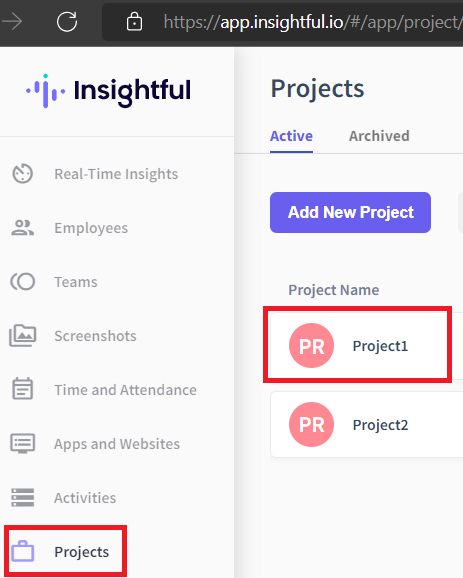 https://app.insightful.io/#/app/project/
Insightful
Real-Time Insights
Employees
Teams
Screenshots
Time and Attendance
Apps and Websites
Activities
Projects
Projects
Active Archived
Add New Project
Project Name
PR Project1
PR Project2